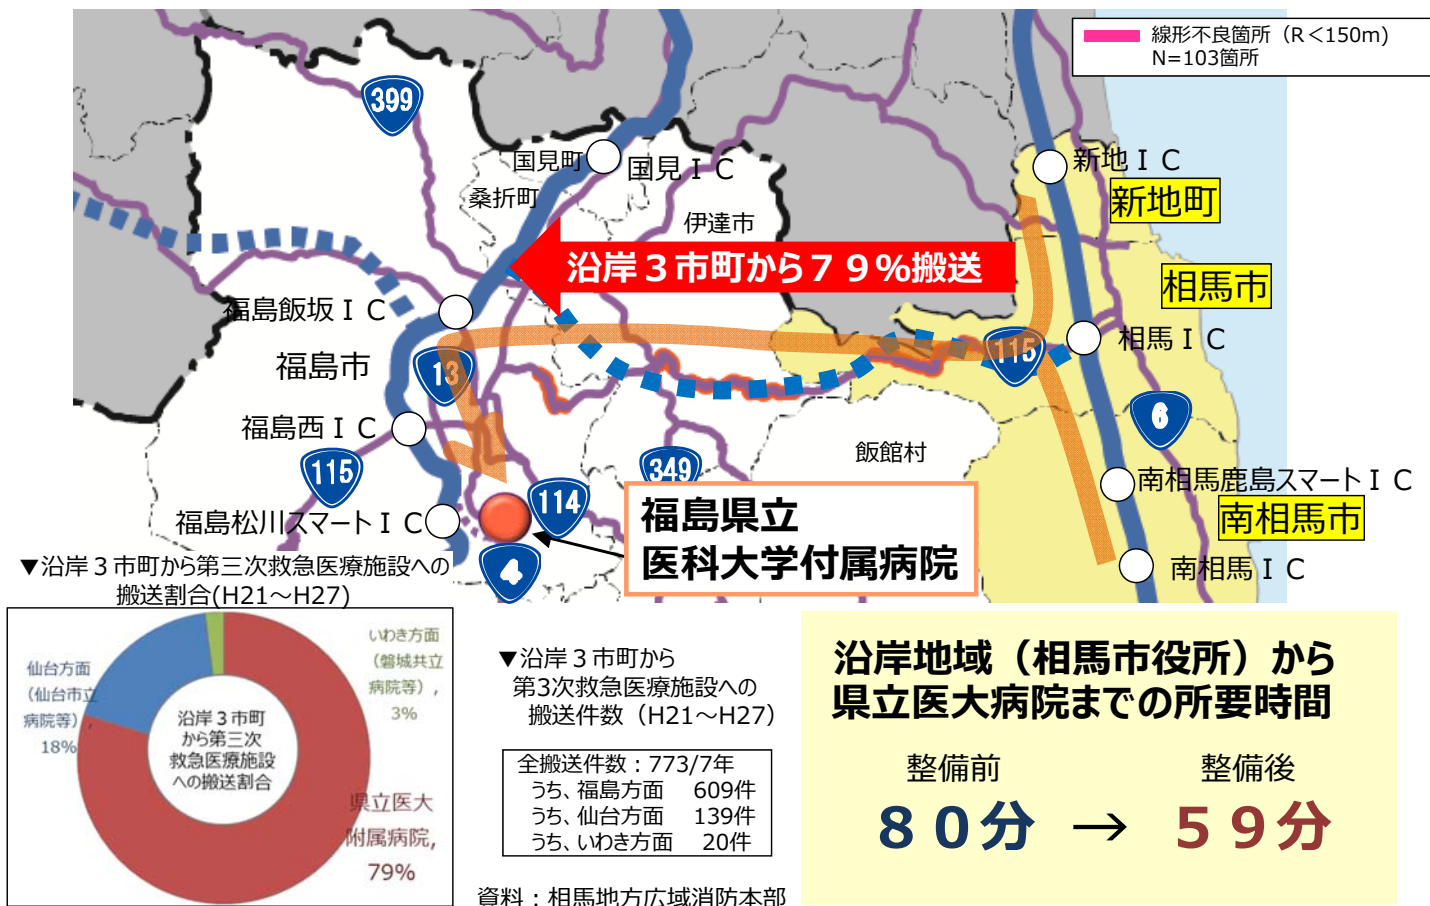 線形不良箇所（R＜150m）
N=103箇所
399
国見町
国見ＩＣ
桑折町
伊達市
新地ＩＣ
新地町
沿岸３市町から７９％搬送
相馬市
福島飯坂ＩＣ
福島市
13
115
相馬ＩＣ
福島西ＩＣ
115
349
飯館村
6
南相馬鹿島スマートＩＣ
南相馬市
福島松川スマートＩＣ
114
4
福島県立
医科大学付属病院
南相馬ＩＣ
▼沿岸３市町から第三次救急医療施設への
搬送割合(H21～H27)
仙台方面
（仙台市立
病院等）,
18%
いわき方面
（磐城共立
病院等）,
3%
沿岸３市町
から第三次
救急医療施設
への搬送割合
県立医大
附属病院,
79%
▼沿岸３市町から
第3次救急医療施設への
搬送件数（H21～H27）
全搬送件数：773/7年
うち、福島方面 609件
うち、仙台方面 139件
うち、いわき方面 20件
資料：相馬地方広域消防本部
沿岸地域（相馬市役所）から
県立医大病院までの所要時間
整備前 整備後
８０分 → ５９分